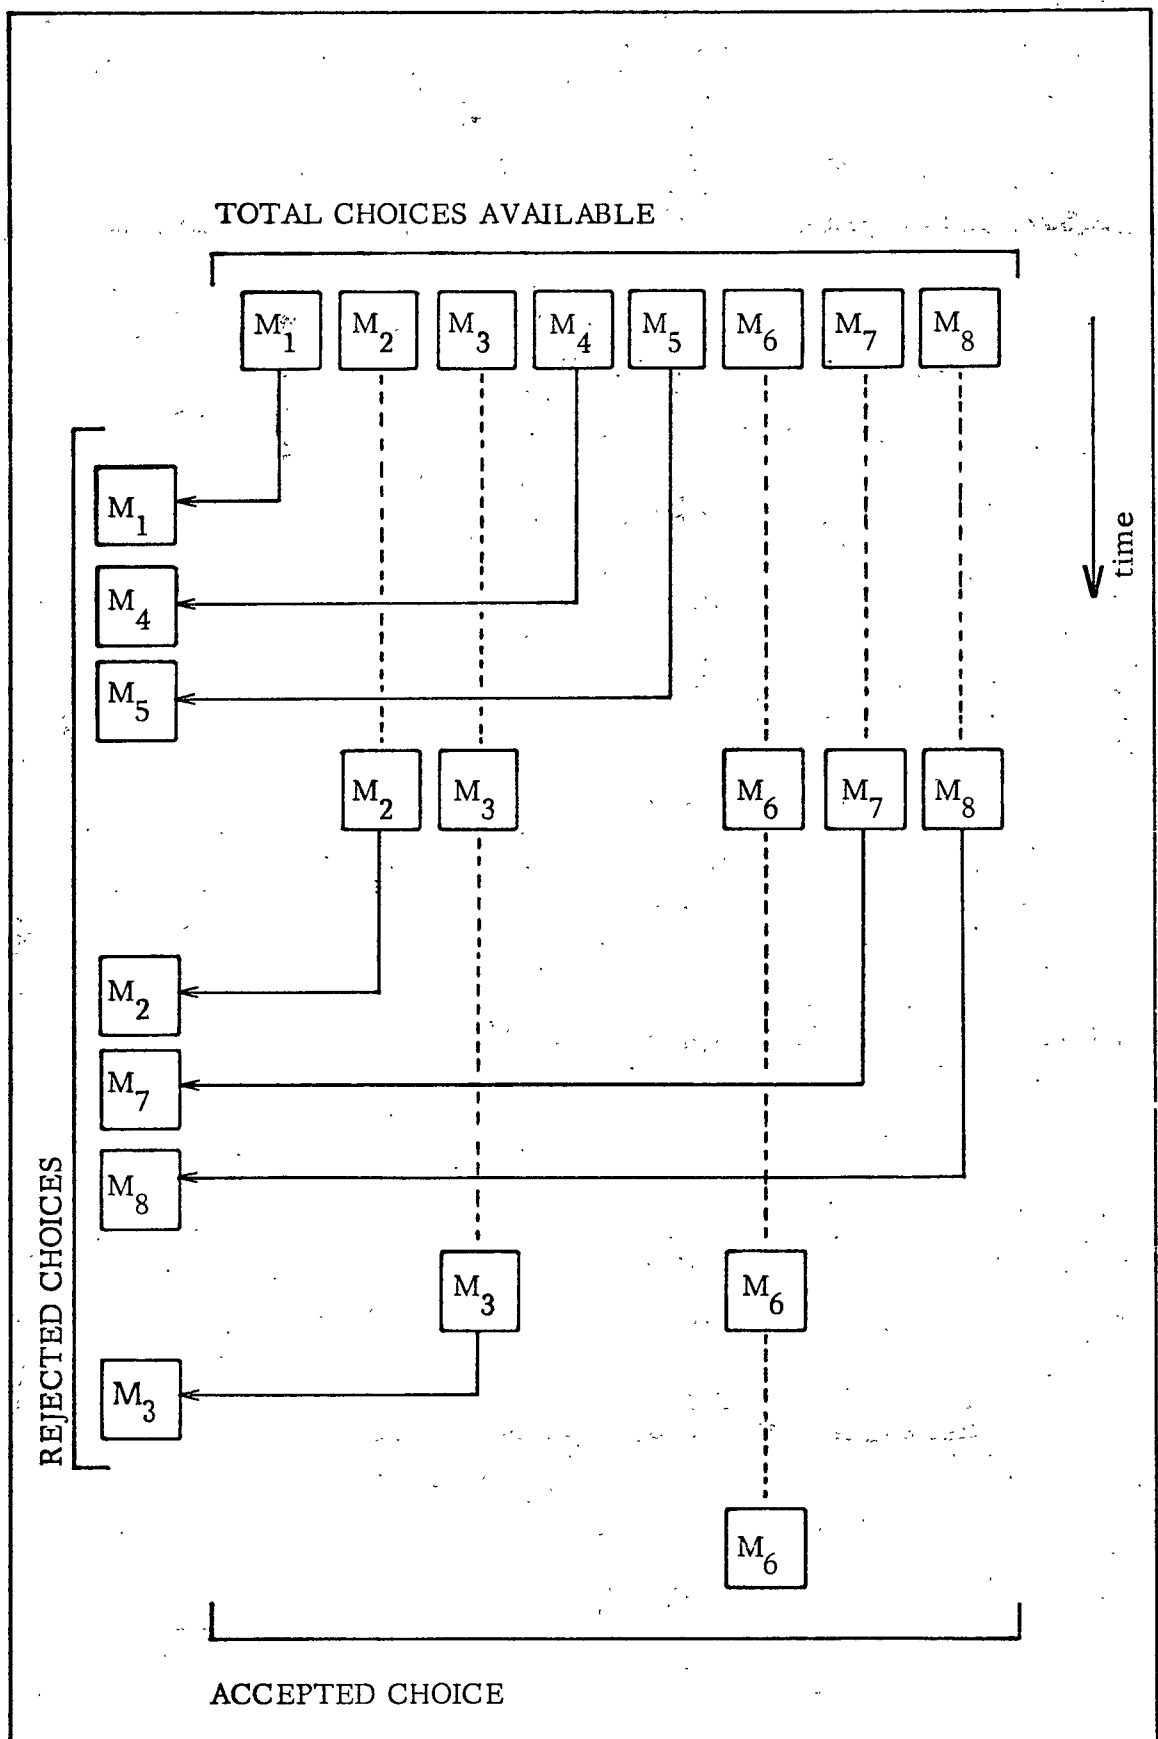 TOTAL CHOICES AVAILABLE
M1 M2 M3 M4 M5 M6 M7 M8
time
M1
M4
M5
M2 M3 M6 M7 M8
M2
M7
M8
M3 M6
M3
REJECTED CHOICES
M6
ACCEPTED CHOICE